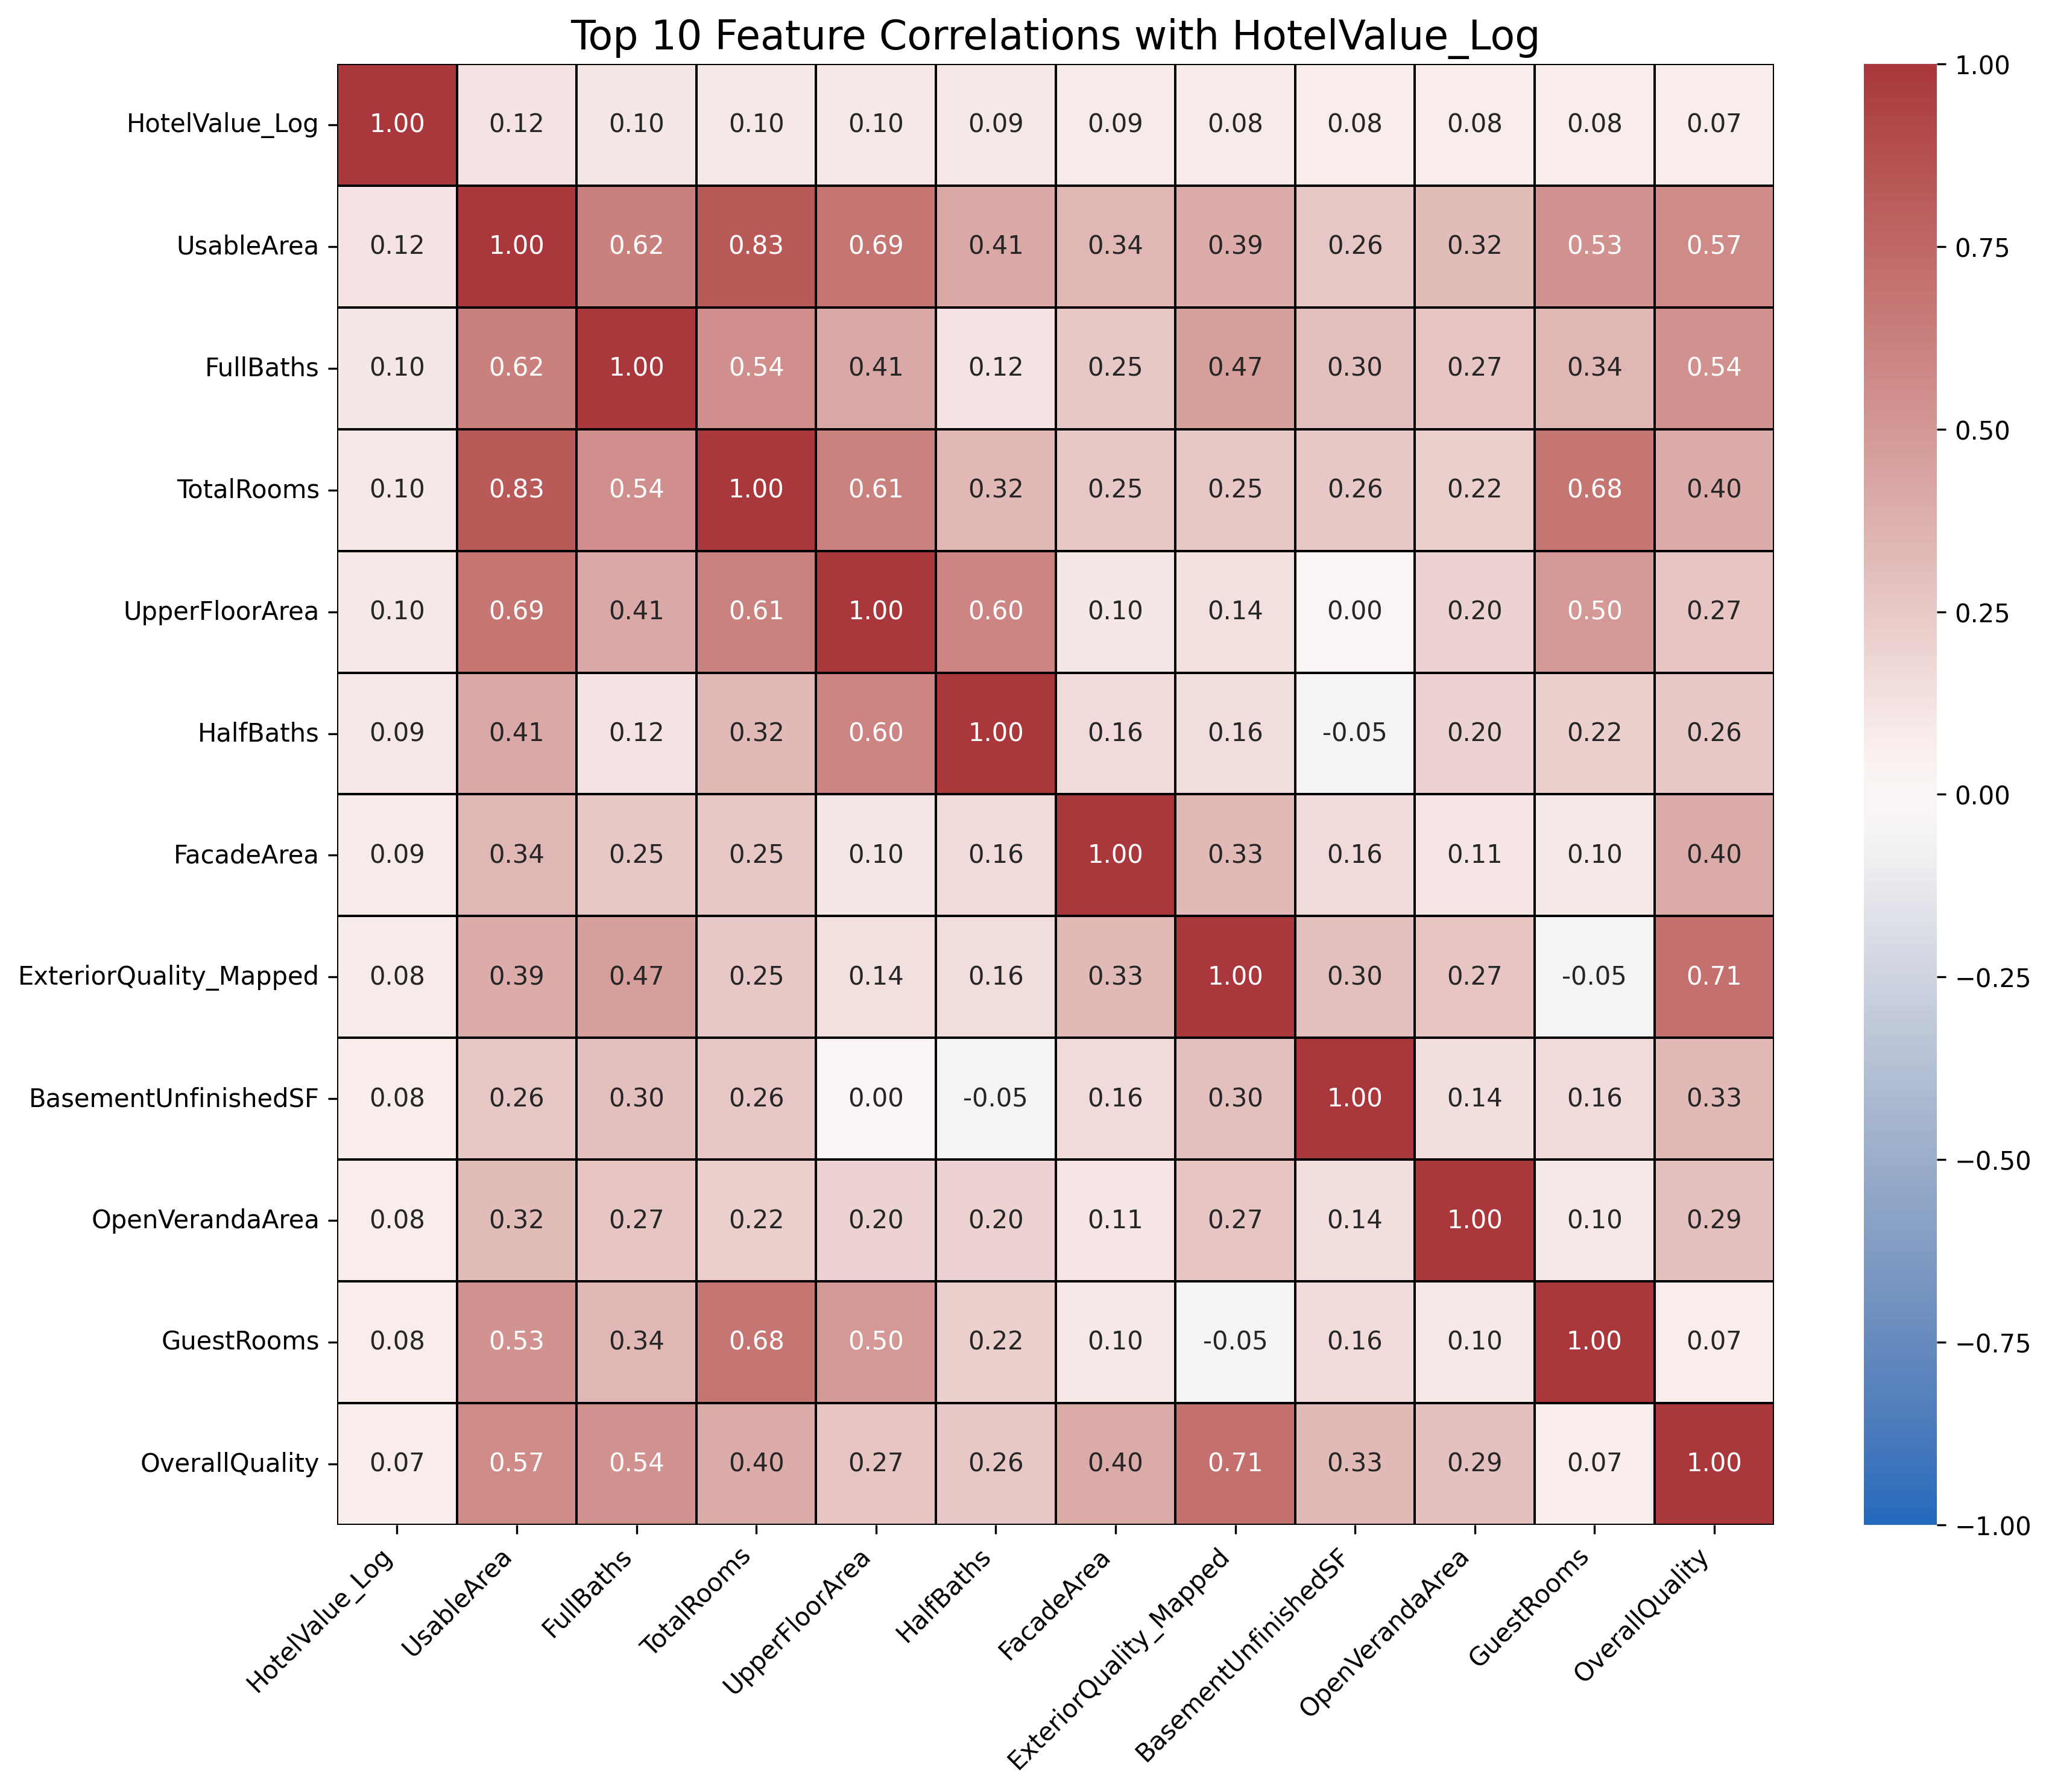 Top 10 Feature Correlations with HotelValue_Log
HotelValue_Log 1.00 0.12 0.10 0.10 0.10 0.09 0.09 0.08 0.08 0.08 0.08 0.07
UsableArea 0.12 1.00 0.62 0.83 0.69 0.41 0.34 0.39 0.26 0.32 0.53 0.57
FullBaths 0.10 0.62 1.00 0.54 0.41 0.12 0.25 0.47 0.30 0.27 0.34 0.54
TotalRooms 0.10 0.83 0.54 1.00 0.61 0.32 0.25 0.25 0.26 0.22 0.68 0.40
UpperFloorArea 0.10 0.69 0.41 0.61 1.00 0.60 0.10 0.14 0.00 0.20 0.50 0.27
HalfBaths 0.09 0.41 0.12 0.32 0.60 1.00 0.16 0.16 -0.05 0.20 0.22 0.26
FacadeArea 0.09 0.34 0.25 0.25 0.10 0.16 1.00 0.33 0.16 0.11 0.10 0.40
ExteriorQuality_Mapped 0.08 0.39 0.47 0.25 0.14 0.16 0.33 1.00 0.30 0.27 -0.05 0.71
BasementUnfinishedSF 0.08 0.26 0.30 0.26 0.00 -0.05 0.16 0.30 1.00 0.14 0.16 0.33
OpenVerandaArea 0.08 0.32 0.27 0.22 0.20 0.20 0.11 0.27 0.14 1.00 0.10 0.29
GuestRooms 0.08 0.53 0.34 0.68 0.50 0.22 0.10 -0.05 0.16 0.10 1.00 0.07
OverallQuality 0.07 0.57 0.54 0.40 0.27 0.26 0.40 0.71 0.33 0.29 0.07 1.00
HotelValue_Log
UsableArea
FullBaths
TotalRooms
UpperFloorArea
HalfBaths
FacadeArea
ExteriorQuality_Mapped
BasementUnfinishedSF
OpenVerandaArea
GuestRooms
OverallQuality
1.00
0.75
0.50
0.25
0.00
−0.25
−0.50
−0.75
−1.00